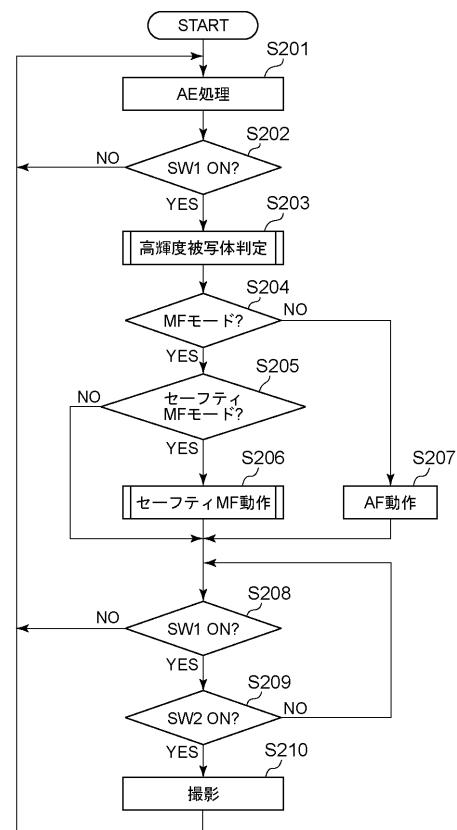 START
S201
AE処理
S202
NO
SW1 ON?
YES
S203
高輝度被写体判定
S204
NO
MFモード?
YES
S205
NO
セーフティ
MFモード?
YES
S206
S207
セーフティMF動作
AF動作
S208
NO
SW1 ON?
YES
S209
SW2 ON?
NO
YES
S210
撮影